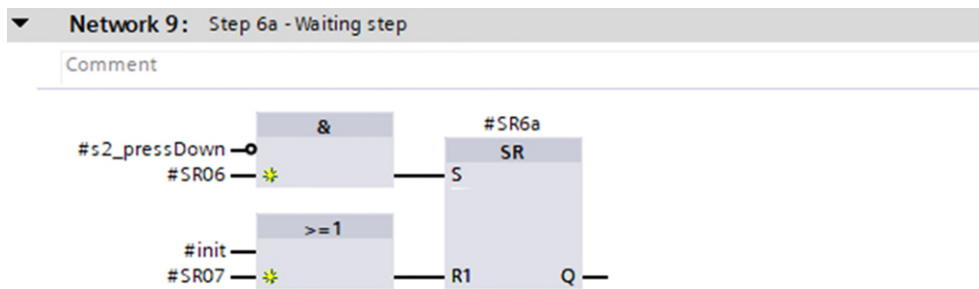 Network 9: Step 6a - Waiting step
Comment
& #SR6a
#s2_pressDown SR
#SR06 S
>=1
#init
#SR07 R1 Q